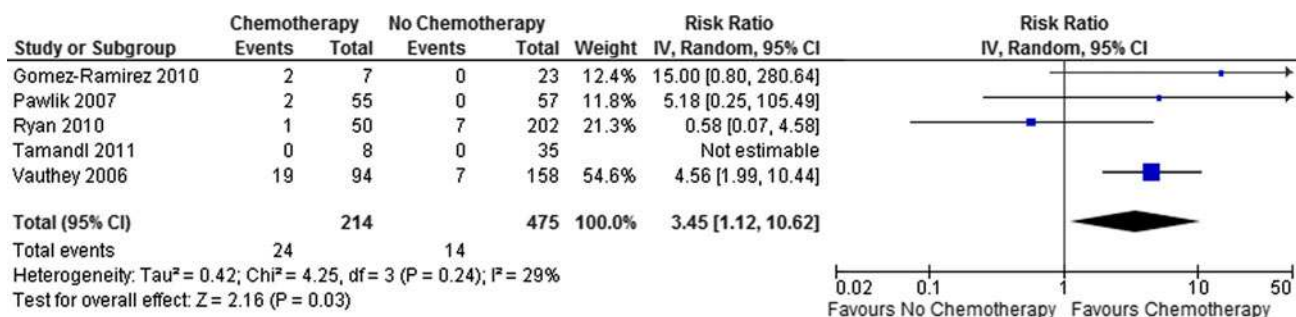 Chemotherapy No Chemotherapy Risk Ratio Risk Ratio
Study or Subgroup Events Total Events Total Weight IV, Random, 95% CI IV, Random, 95% CI
Gomez-Ramirez 2010 2 7 0 23 12.4% 15.00 [0.80, 280.64]
Pawlik 2007 2 55 0 57 11.8% 5.18 [0.25, 105.49]
Ryan 2010 1 50 7 202 21.3% 0.58 [0.07, 4.58]
Tamandl 2011 0 8 0 35 Not estimable
Vauthey 2006 19 94 7 158 54.6% 4.56 [1.99, 10.44]
Total (95% CI) 214 475 100.0% 3.45 [1.12, 10.62]
Total events 24 14
Heterogeneity: Tau² = 0.42; Chi² = 4.25, df = 3 (P = 0.24); I² = 29%
Test for overall effect: Z = 2.16 (P = 0.03)
0.02 0.1 1 10 50
Favours No Chemotherapy Favours Chemotherapy